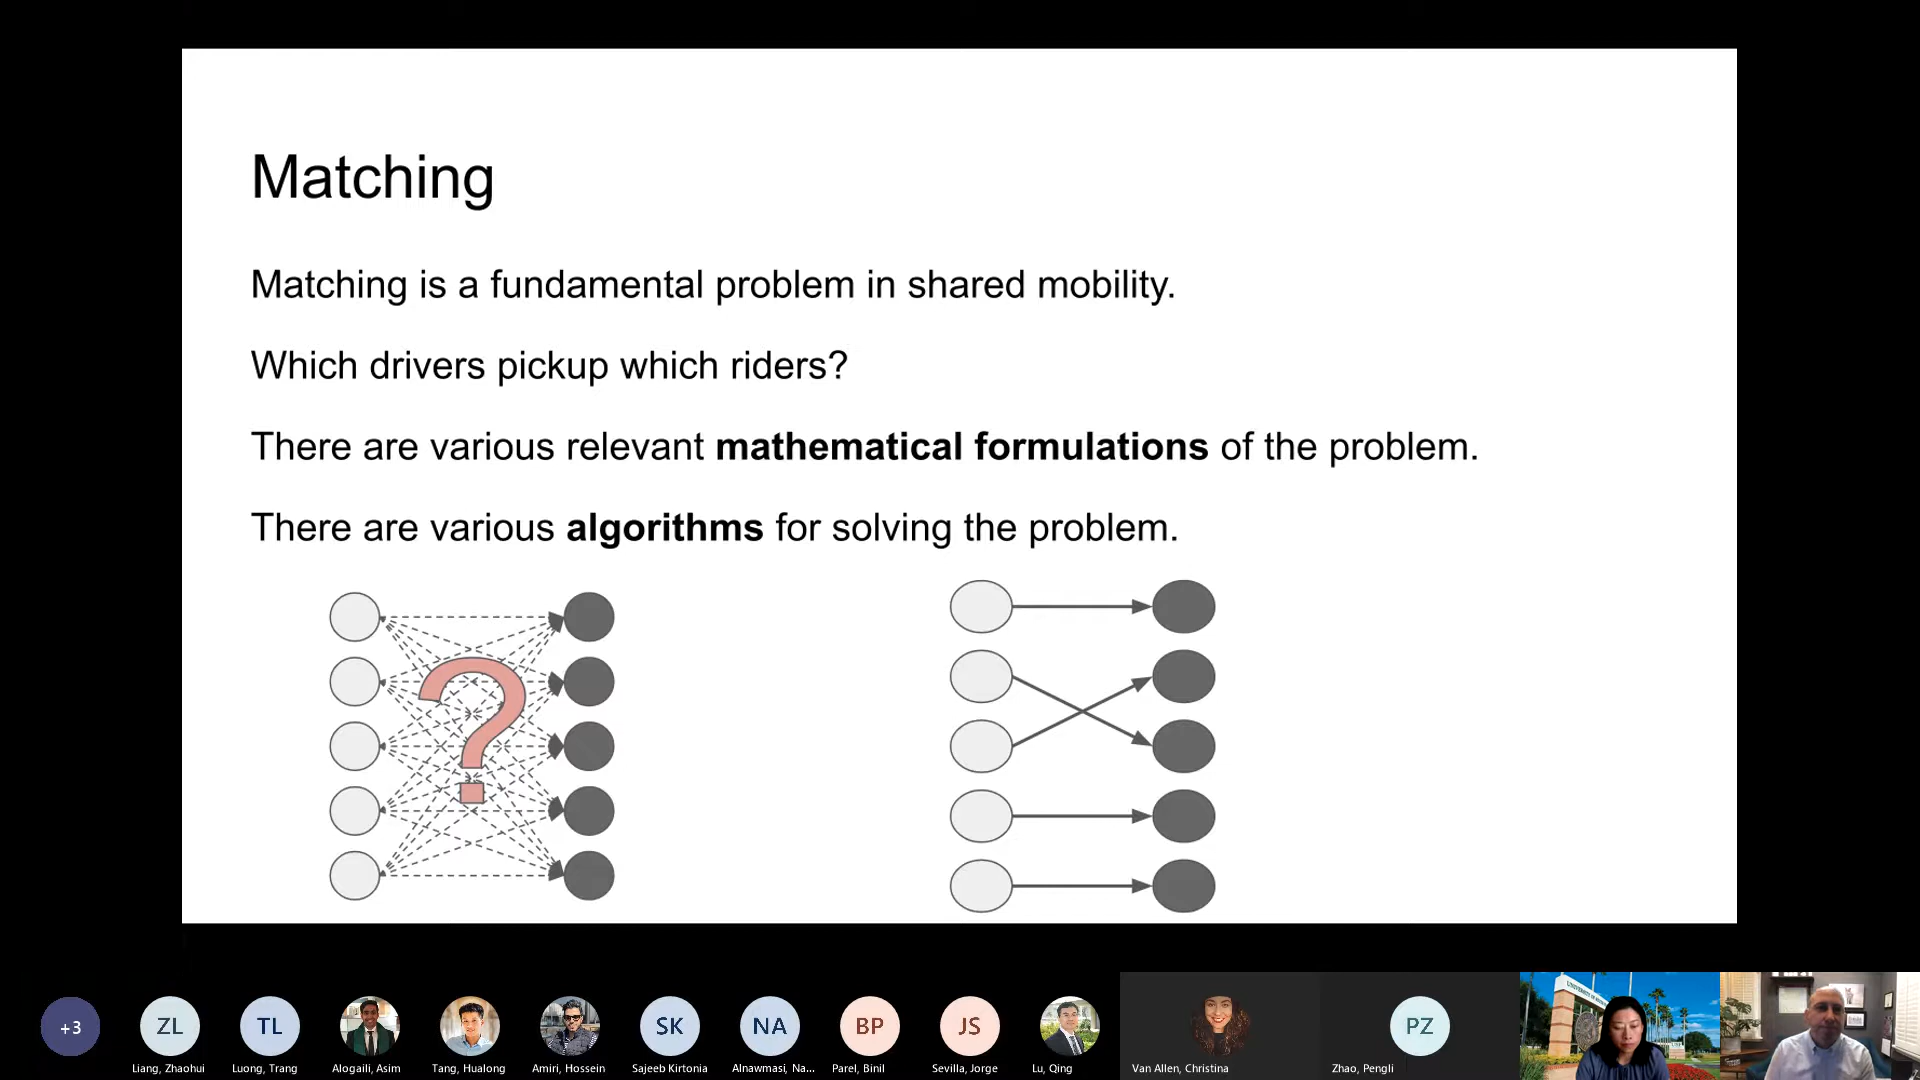 Matching
Matching is a fundamental problem in shared mobility.
Which drivers pickup which riders?
There are various relevant mathematical formulations of the problem.
There are various algorithms for solving the problem.
?
+3
ZL
TL
SK
NA
BP
JS
PZ
Liang, Zhaohui
Luong, Trang
Alogaili, Asim
Tang, Hualong
Amiri, Hossein
Sajeeb Kirtonia
Alnawmasi, Na...
Parel, Binil
Sevilla, Jorge
Lu, Qing
Van Allen, Christina
Zhao, Pengli